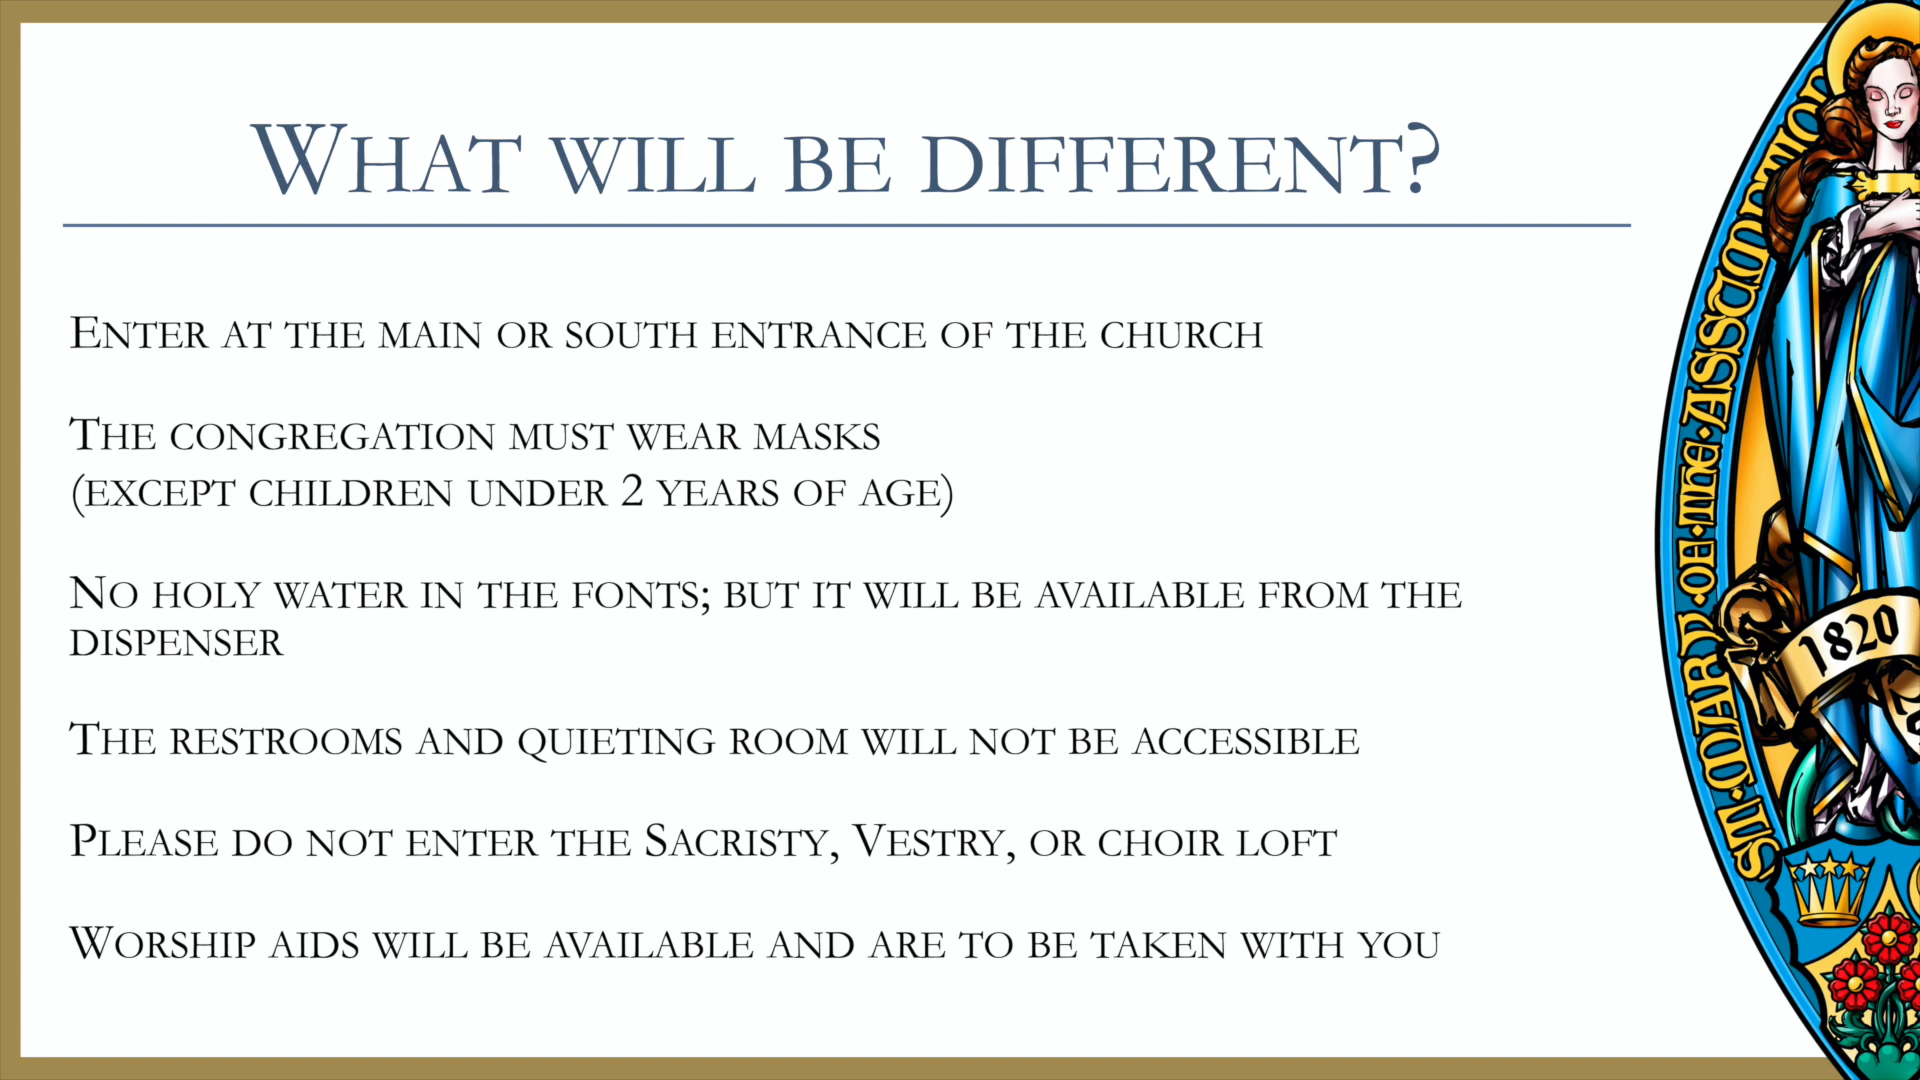 What will be Different?
Enter at the main or south entrance of the church
The congregation must wear masks
(except children under 2 years of age)
No holy water in the fonts; but it will be available from the
dispenser
The restrooms and quieting room will not be accessible
Please do not enter the Sacristy, Vestry, or choir loft
Worship aids will be available and are to be taken with you
St. Mary of the Assumption
1820